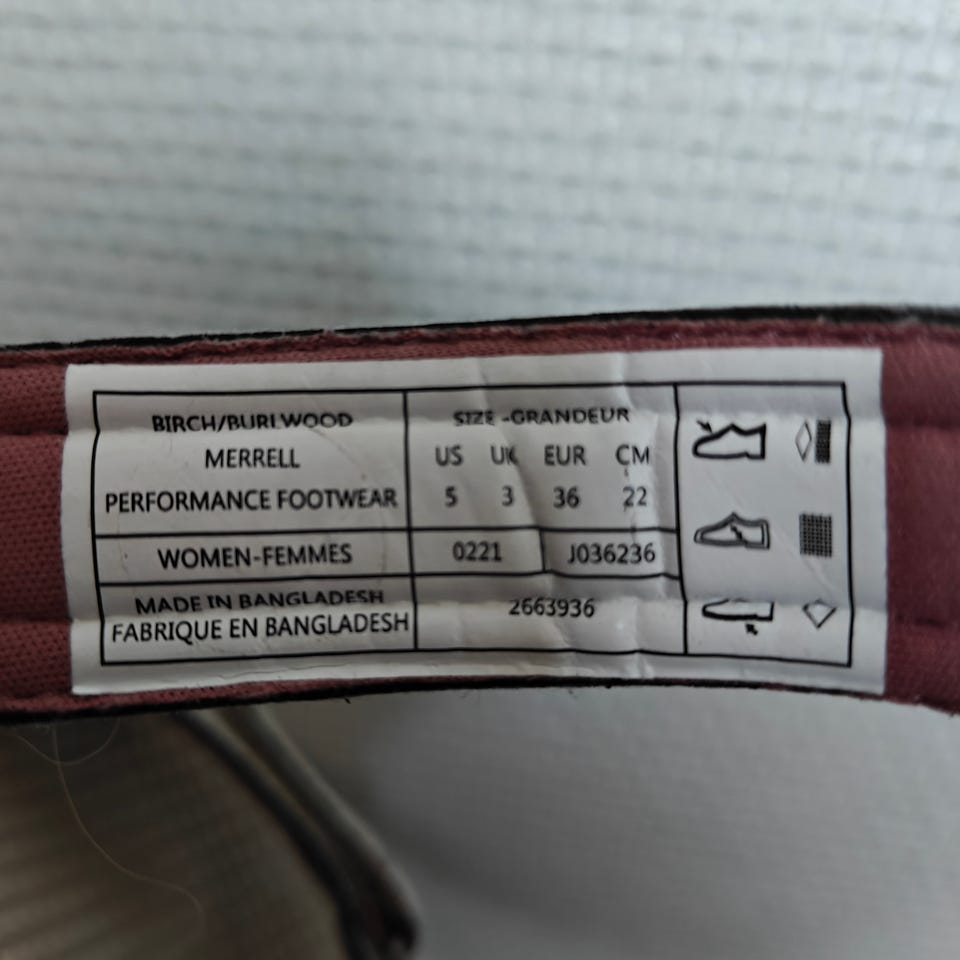 BIRCH/BURLWOOD
MERRELL
PERFORMANCE FOOTWEAR
SIZE -GRANDEUR
US UK EUR CM
5 3 36 22
WOMEN-FEMMES
0221 J036236
MADE IN BANGLADESH
FABRIQUE EN BANGLADESH
2663936